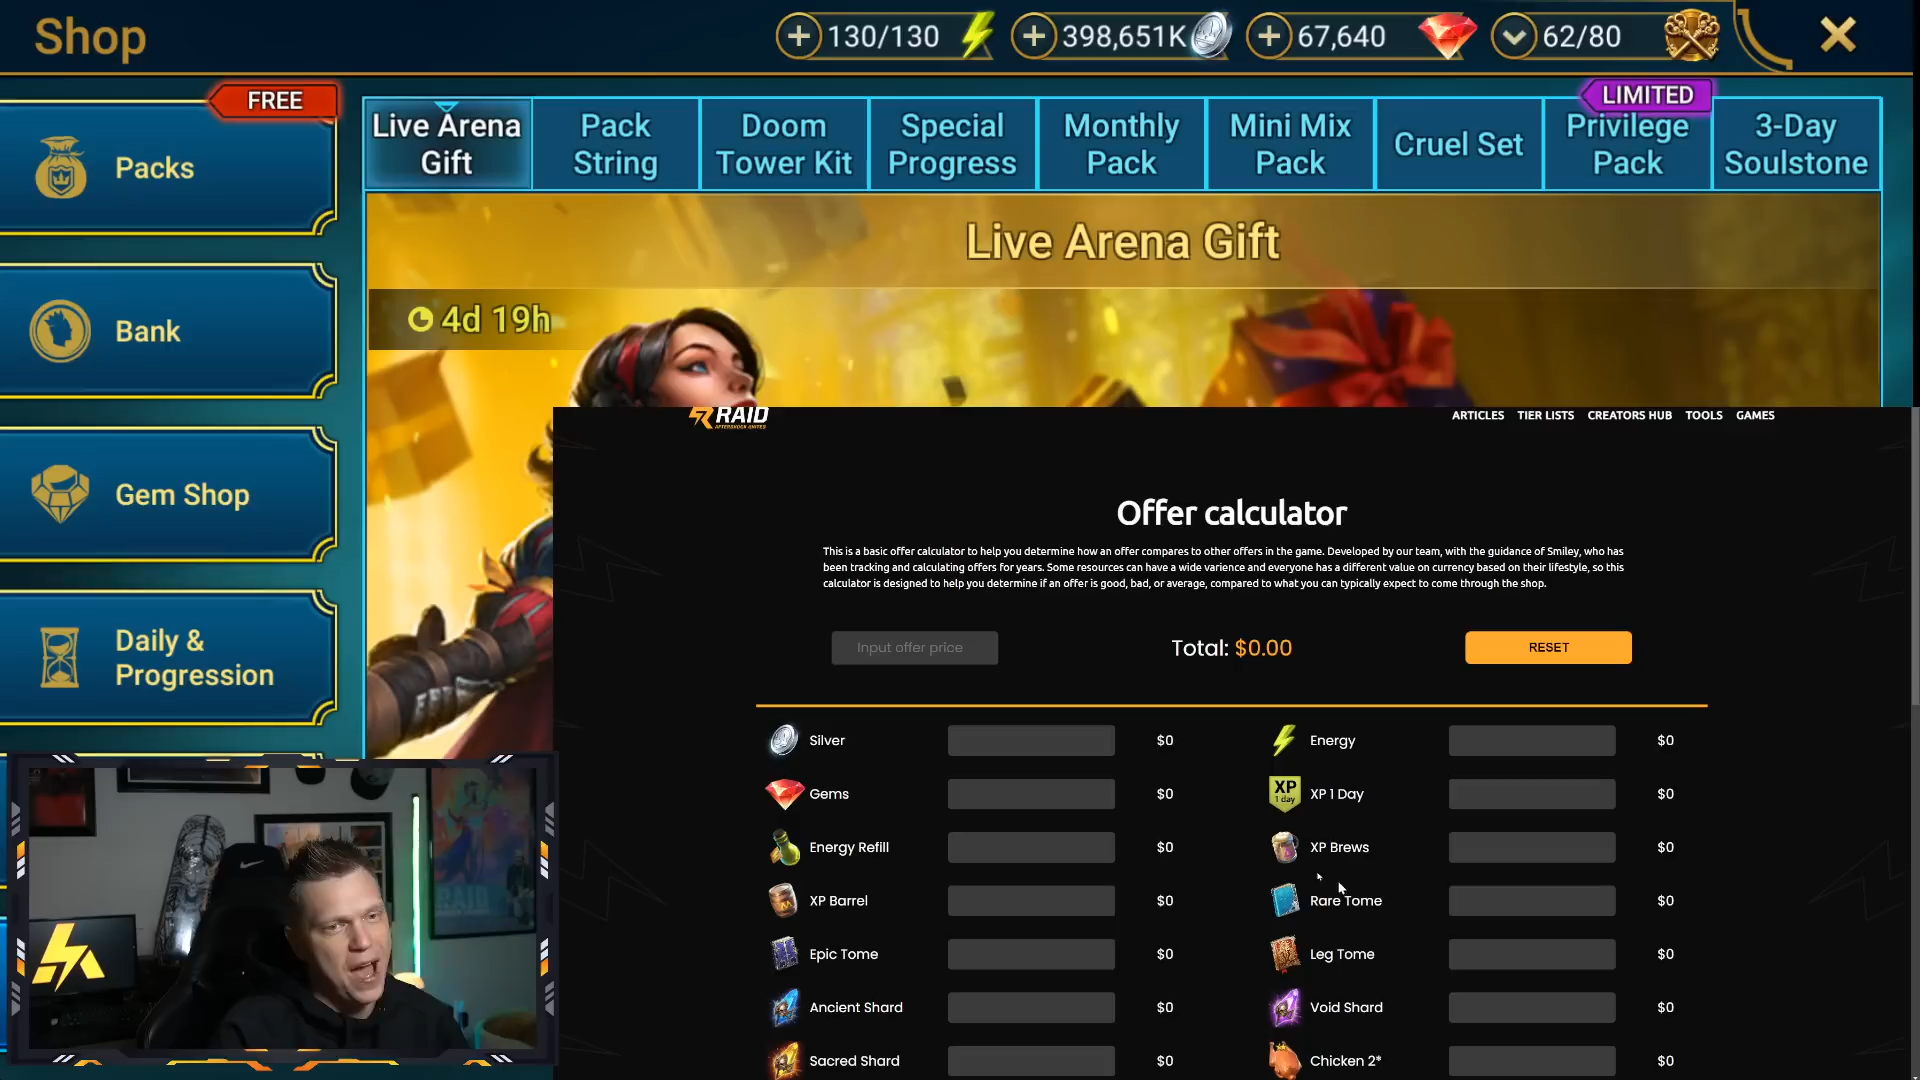 Shop
130/130
398,651K
67,640
62/80
FREE
Packs
Bank
Gem Shop
Daily &
Progression
LIMITED
Live Arena
Gift
Pack
String
Doom
Tower Kit
Special
Progress
Monthly
Pack
Mini Mix
Pack
Cruel Set
Privilege
Pack
3-Day
Soulstone
Live Arena Gift
4d 19h
RAID
ARTICLES TIER LISTS CREATORS HUB TOOLS GAMES
Offer calculator
This is a basic offer calculator to help you determine how an offer compares to other offers in the game. Developed by our team, with the guidance of Smiley, who has
been tracking and calculating offers for years. Some resources can have a wide varience and everyone has a different value on currency based on their lifestyle, so this
calculator is designed to help you determine if an offer is good, bad, or average, compared to what you can typically expect to come through the shop.
Input offer price
Total: $0.00
RESET
Silver $0 Energy $0
Gems $0 XP 1 day XP 1 Day $0
Energy Refill $0 XP Brews $0
XP Barrel $0 Rare Tome $0
Epic Tome $0 Leg Tome $0
Ancient Shard $0 Void Shard $0
Sacred Shard $0 Chicken 2* $0